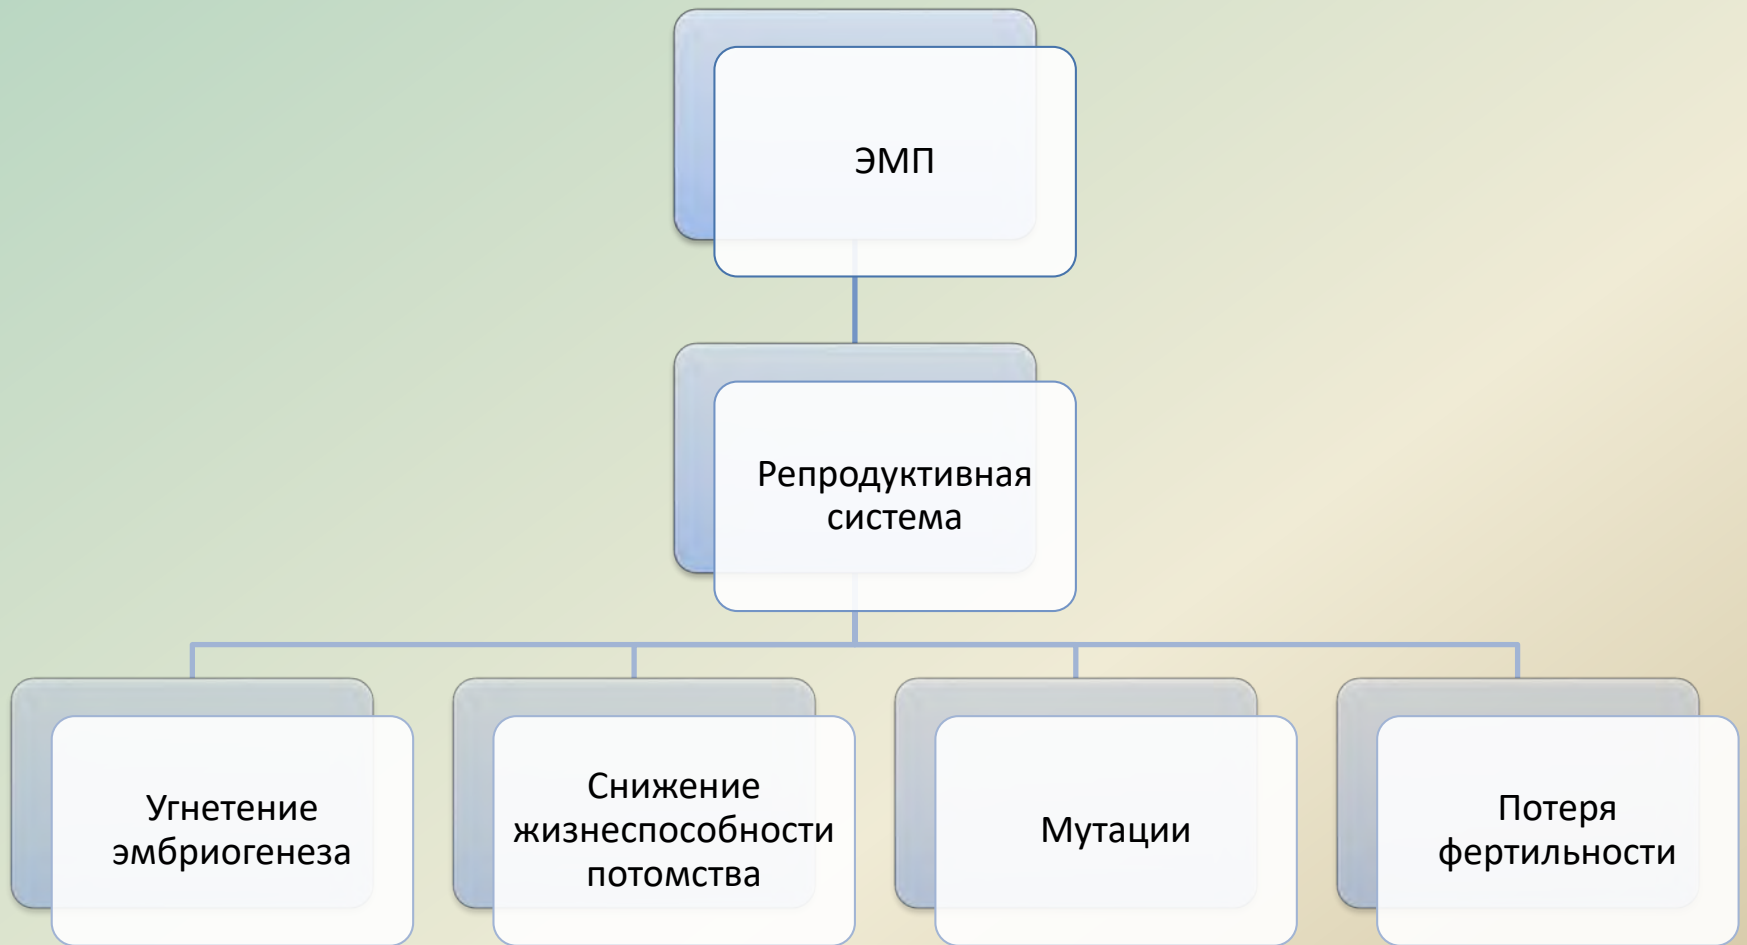 ЭМП
Репродуктивная
система
Угнетение
эмбриогенеза
Снижение
жизнеспособности
потомства
Мутации
Потеря
фертильности